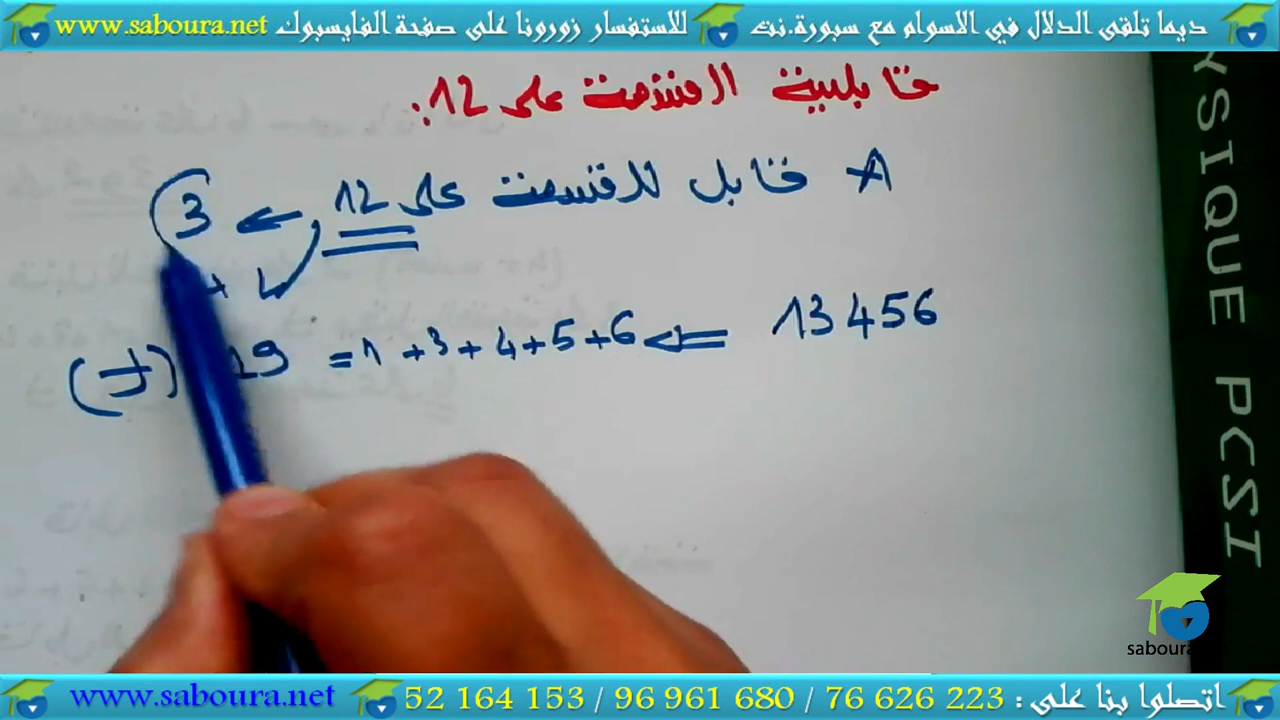 ديما تلقى الدلال في الاسوام مع سبورة.نت للاستفسار زورونا على صفحة الفايسبوك www.saboura.net
قابلية القسمة على 12:
A قابل للقسمة على 12 ← 3
+ 4
13456 ⇐ 19 = 1 + 3 + 4 + 5 + 6
YSIQUE PCSI
saboura
اتصلوا بنا على : 52 164 153 / 96 961 680 / 76 626 223 www.saboura.net